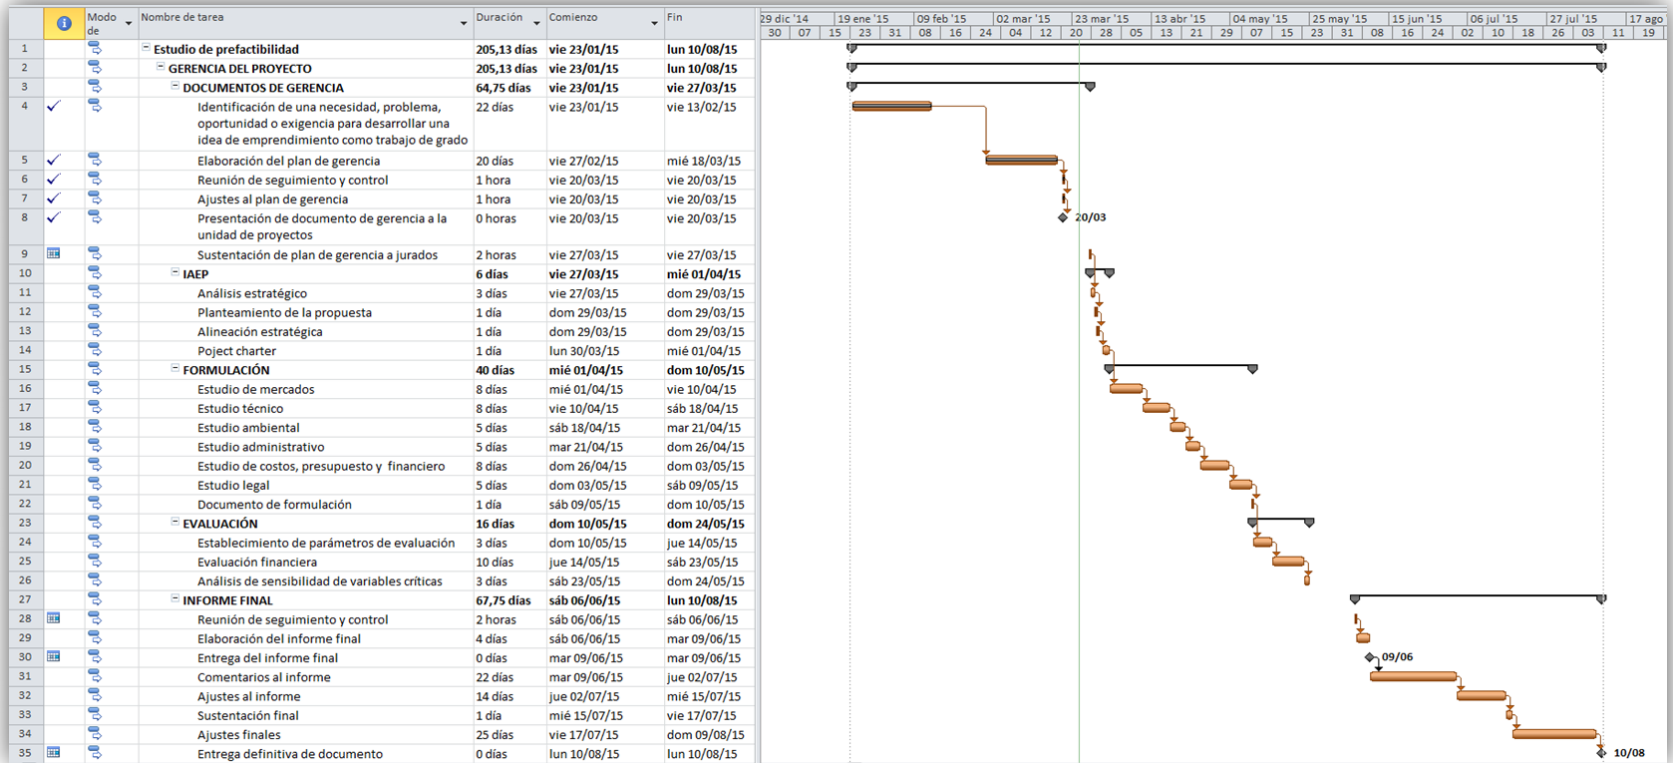 Modo de Nombre de tarea Duración Comienzo Fin 29 dic '14 19 ene '15 09 feb '15 02 mar '15 23 mar '15 13 abr '15 04 may '15 25 may '15 15 jun '15 06 jul '15 27 jul '15 17 ago
30 07 15 23 31 08 16 24 04 12 20 28 05 13 21 29 07 15 23 31 08 16 24 02 10 18 26 03 11 19
1 Estudio de prefactibilidad 205,13 días vie 23/01/15 lun 10/08/15
2 GERENCIA DEL PROYECTO 205,13 días vie 23/01/15 lun 10/08/15
3 DOCUMENTOS DE GERENCIA 64,75 días vie 23/01/15 vie 27/03/15
4 Identificación de una necesidad, problema, 22 días vie 23/01/15 vie 13/02/15
oportunidad o exigencia para desarrollar una
idea de emprendimiento como trabajo de grado
5 Elaboración del plan de gerencia 20 días vie 27/02/15 mié 18/03/15
6 Reunión de seguimiento y control 1 hora vie 20/03/15 vie 20/03/15
7 Ajustes al plan de gerencia 1 hora vie 20/03/15 vie 20/03/15
8 Presentación de documento de gerencia a la 0 horas vie 20/03/15 vie 20/03/15 20/03
unidad de proyectos
9 Sustentación de plan de gerencia a jurados 2 horas vie 27/03/15 vie 27/03/15
10 IAEP 6 días vie 27/03/15 mié 01/04/15
11 Análisis estratégico 3 días vie 27/03/15 dom 29/03/15
12 Planteamiento de la propuesta 1 día dom 29/03/15 dom 29/03/15
13 Alineación estratégica 1 día dom 29/03/15 dom 29/03/15
14 Poject charter 1 día lun 30/03/15 mié 01/04/15
15 FORMULACIÓN 40 días mié 01/04/15 dom 10/05/15
16 Estudio de mercados 8 días mié 01/04/15 vie 10/04/15
17 Estudio técnico 8 días vie 10/04/15 sáb 18/04/15
18 Estudio ambiental 5 días sáb 18/04/15 mar 21/04/15
19 Estudio administrativo 5 días mar 21/04/15 dom 26/04/15
20 Estudio de costos, presupuesto y financiero 8 días dom 26/04/15 dom 03/05/15
21 Estudio legal 5 días dom 03/05/15 sáb 09/05/15
22 Documento de formulación 1 día sáb 09/05/15 dom 10/05/15
23 EVALUACIÓN 16 días dom 10/05/15 dom 24/05/15
24 Establecimiento de parámetros de evaluación 3 días dom 10/05/15 jue 14/05/15
25 Evaluación financiera 10 días jue 14/05/15 sáb 23/05/15
26 Análisis de sensibilidad de variables críticas 3 días sáb 23/05/15 dom 24/05/15
27 INFORME FINAL 67,75 días sáb 06/06/15 lun 10/08/15
28 Reunión de seguimiento y control 2 horas sáb 06/06/15 sáb 06/06/15
29 Elaboración del informe final 4 días sáb 06/06/15 mar 09/06/15
30 Entrega del informe final 0 días mar 09/06/15 mar 09/06/15 09/06
31 Comentarios al informe 22 días mar 09/06/15 jue 02/07/15
32 Ajustes al informe 14 días jue 02/07/15 mié 15/07/15
33 Sustentación final 1 día mié 15/07/15 vie 17/07/15
34 Ajustes finales 25 días vie 17/07/15 dom 09/08/15
35 Entrega definitiva de documento 0 días lun 10/08/15 lun 10/08/15 10/08